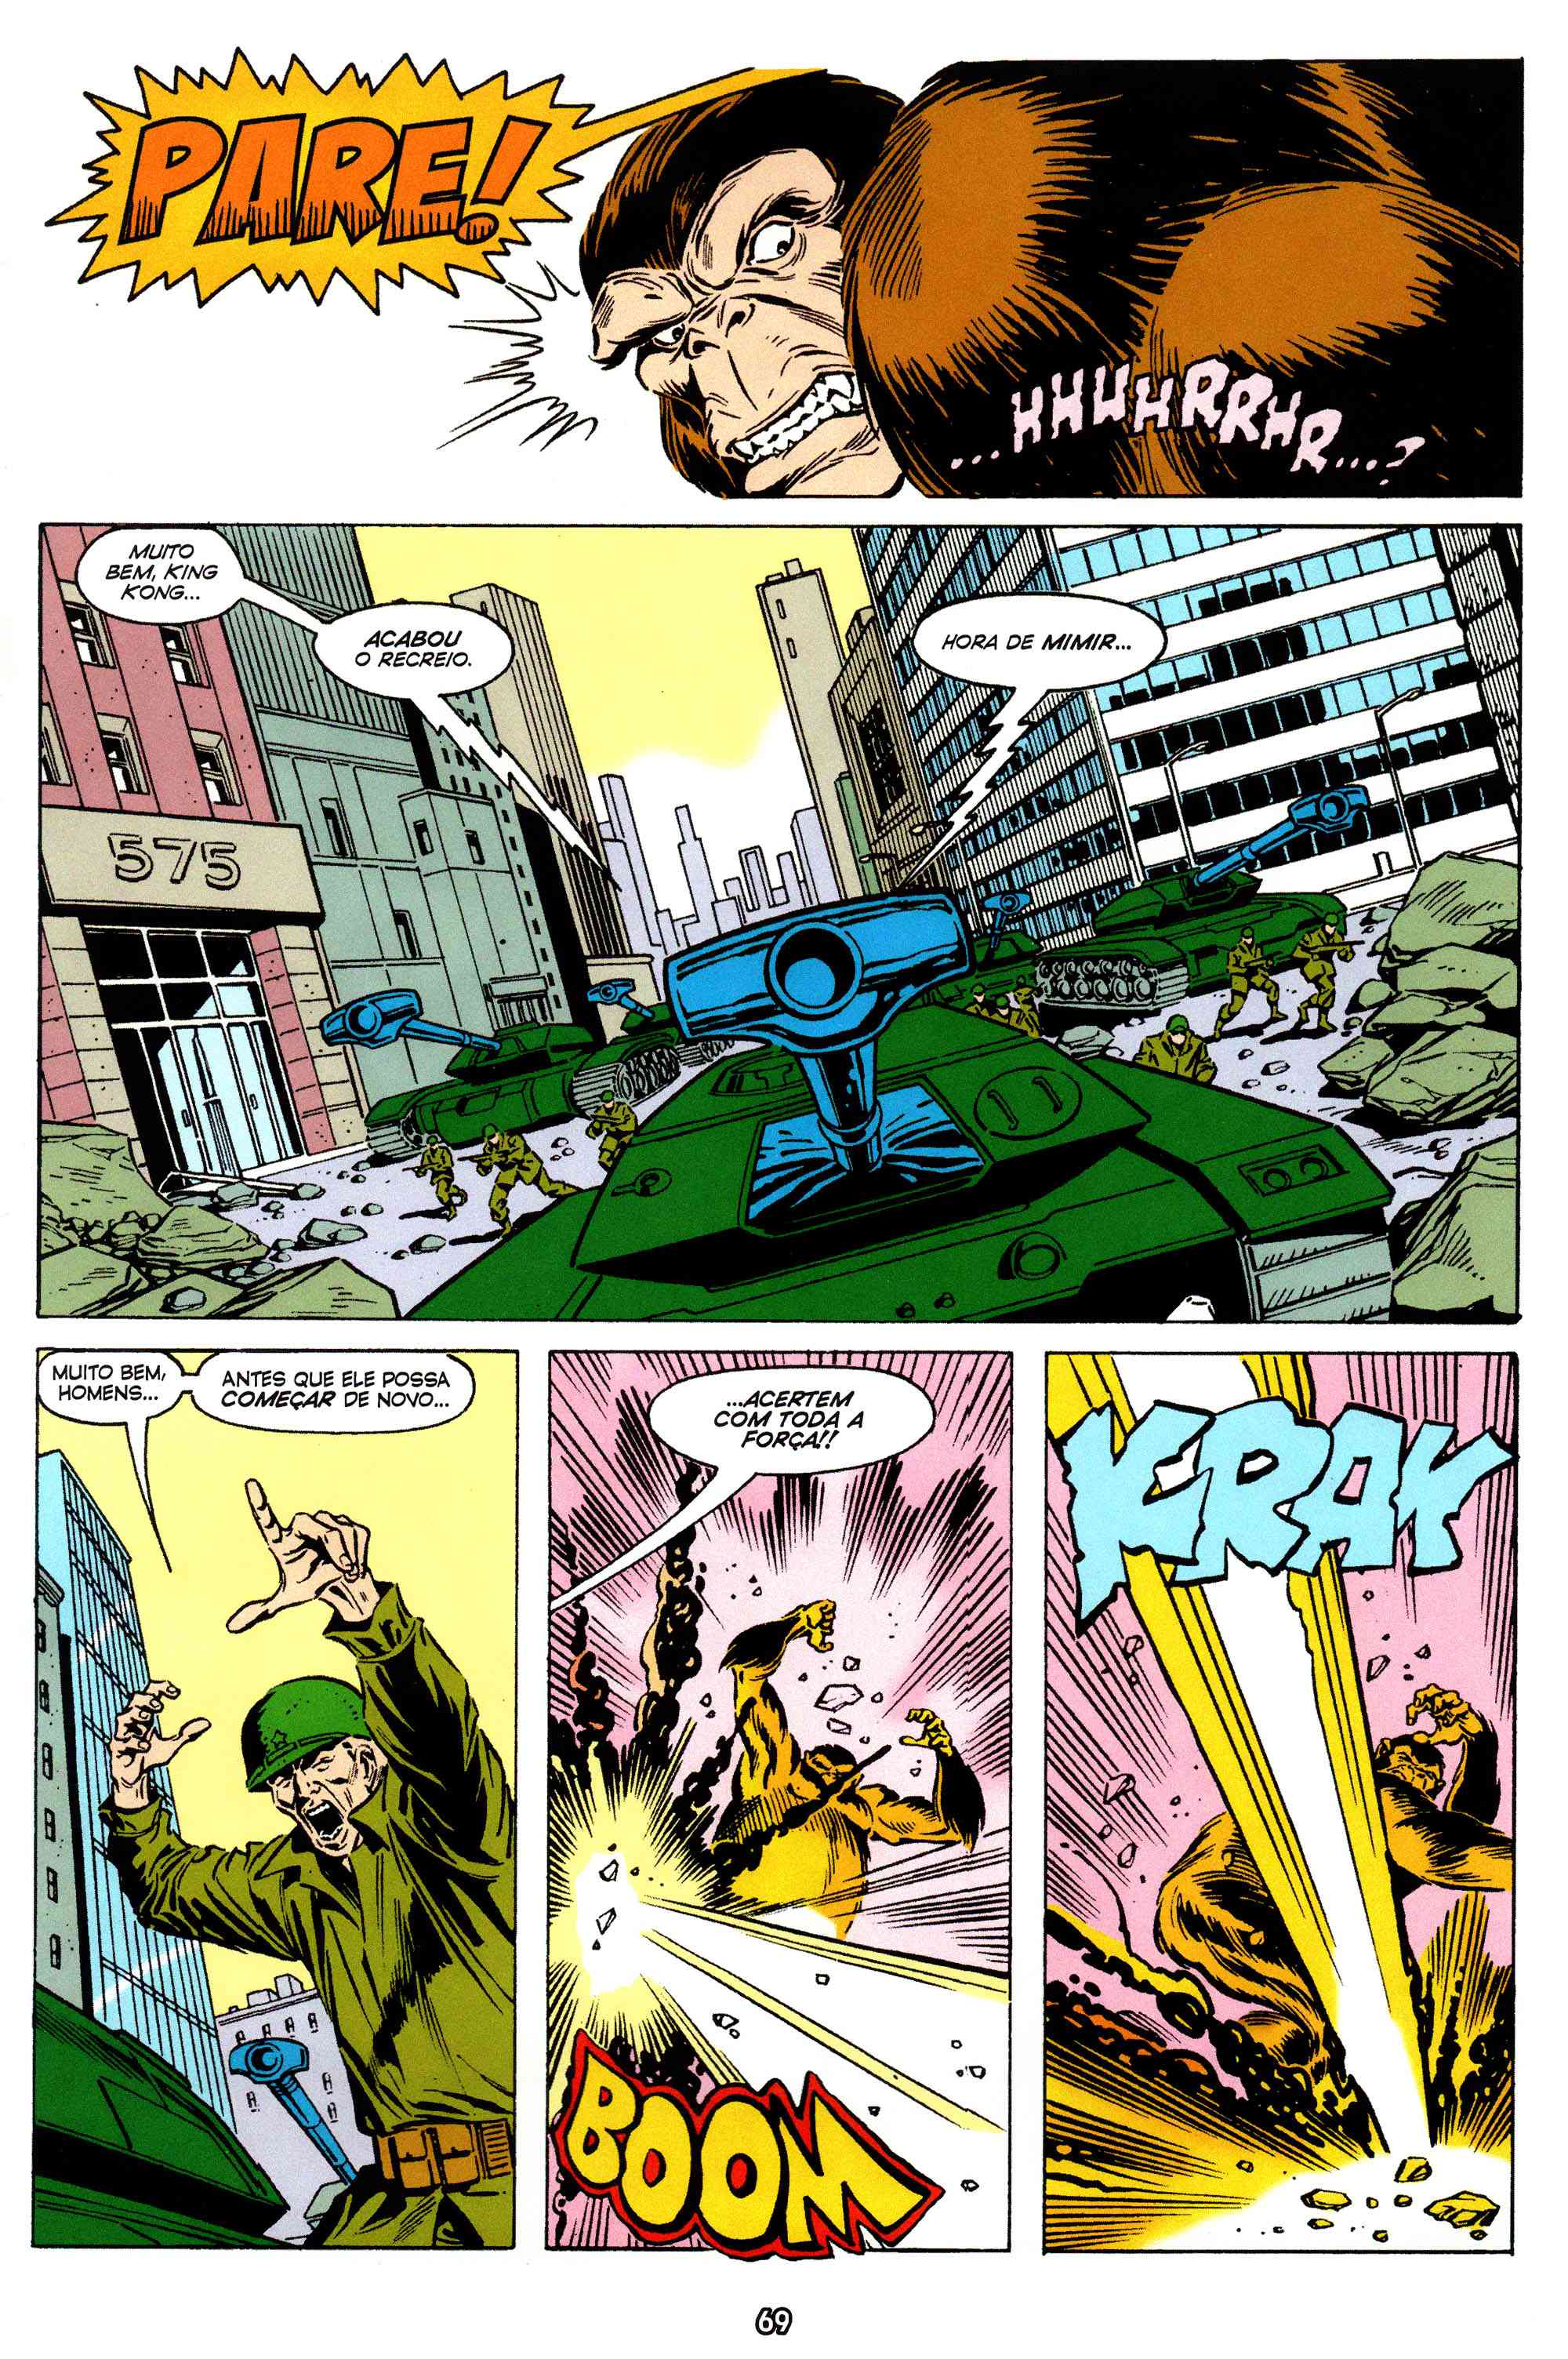 PARE!
...HHUHRRHR...?
MUITO
BEM, KING
KONG...
ACABOU
O RECREIO.
HORA DE MIMIR...
575
MUITO BEM,
HOMENS...
ANTES QUE ELE POSSA
COMEÇAR DE NOVO...
...ACERTEM
COM TODA A
FORÇA!!
BOOM
KRAK
69